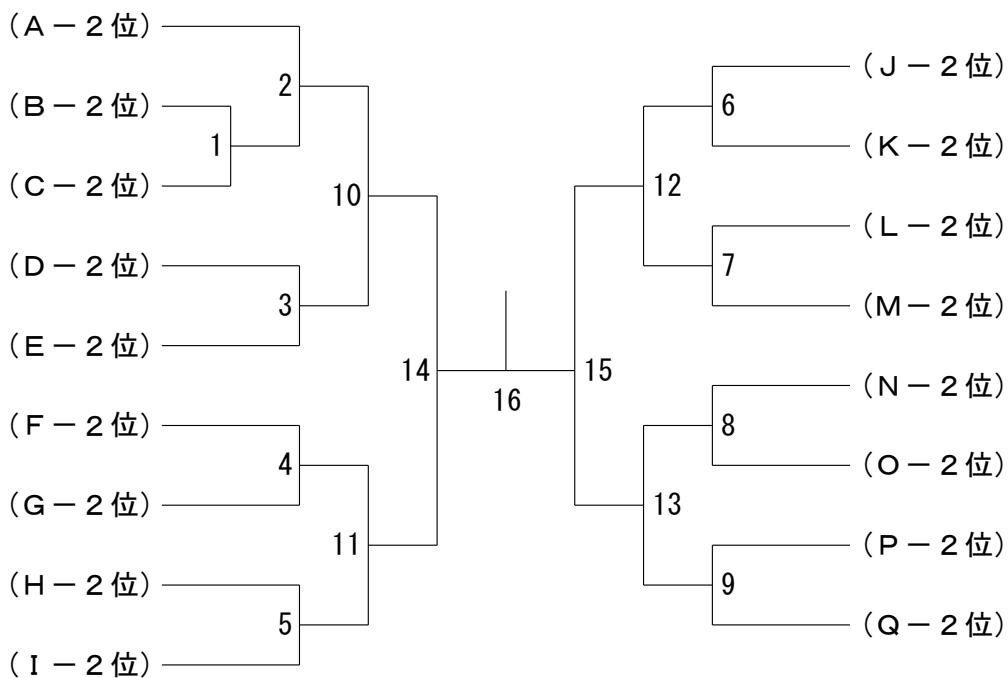 （A－2位）
（B－2位）
（C－2位）
（D－2位）
（E－2位）
（F－2位）
（G－2位）
（H－2位）
（I－2位）
1
2
3
4
5
10
11
14
16
15
12
13
6
7
8
9
（J－2位）
（K－2位）
（L－2位）
（M－2位）
（N－2位）
（O－2位）
（P－2位）
（Q－2位）